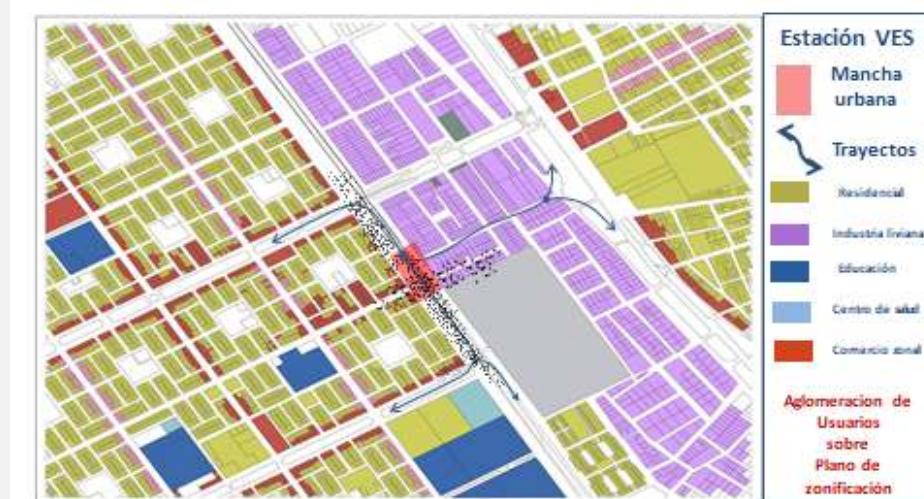 Estación VES
Mancha
urbana
Trayectos
Residencial
Industria liviana
Educación
Centro de salud
Comercio zonal
Aglomeracion de
Usuarios
sobre
Plano de
zonificación